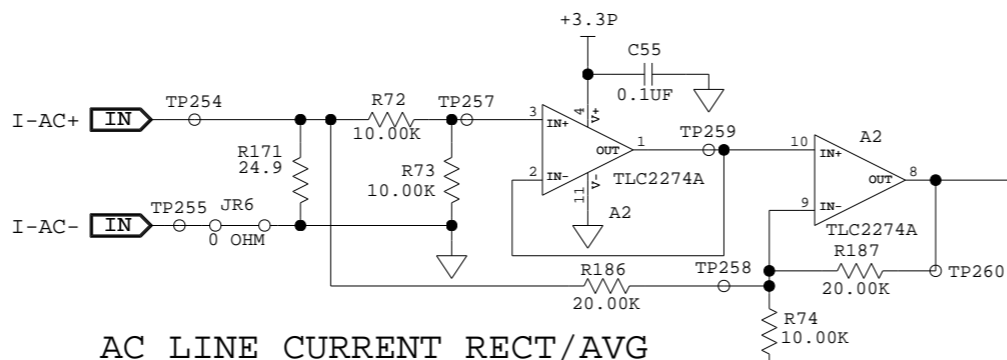 +3.3P
C55
0.1UF
I-AC+
IN
TP254
R72
10.00K
TP257
3
IN+
4
V+
OUT
1
TP259
10
IN+
A2
OUT
8
R171
24.9
R73
10.00K
2
IN-
11
V-
TLC2274A
A2
9
IN-
TLC2274A
I-AC-
IN
TP255
JR6
0 OHM
R186
20.00K
TP258
R187
20.00K
TP260
R74
10.00K
AC LINE CURRENT RECT/AVG